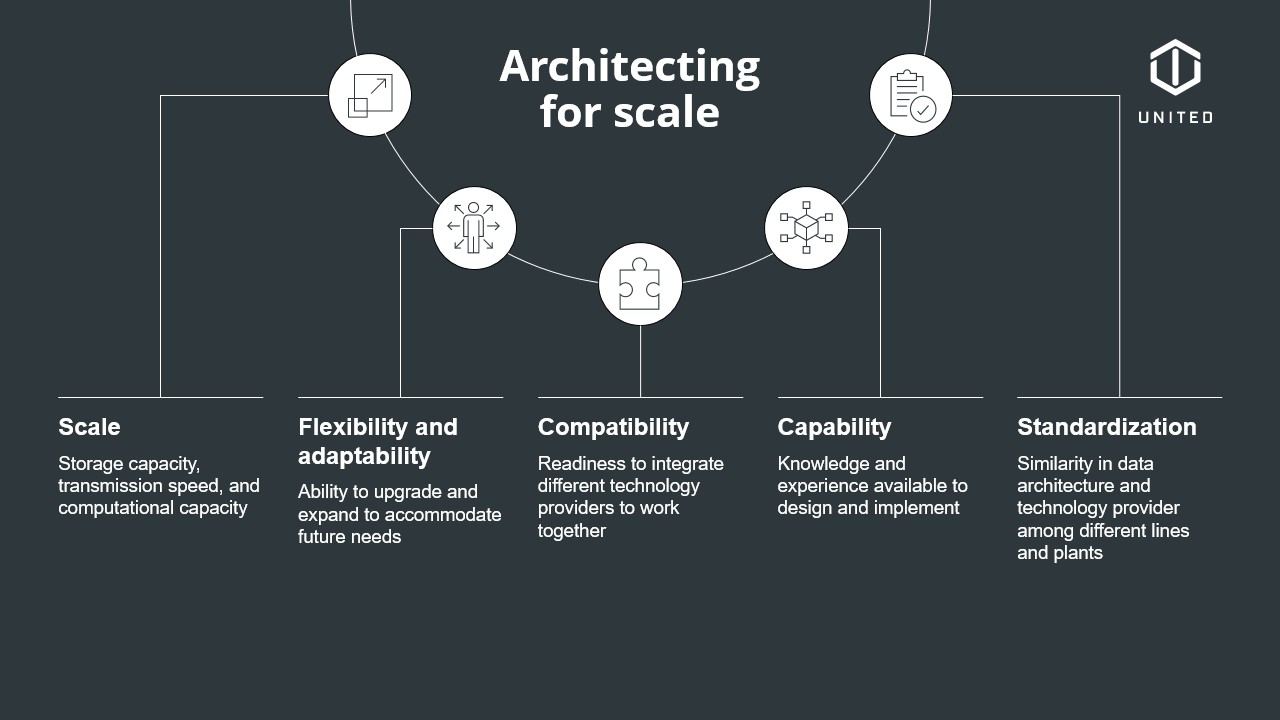 Architecting
for scale
UNITED
Scale
Storage capacity,
transmission speed, and
computational capacity
Flexibility and
adaptability
Ability to upgrade and
expand to accommodate
future needs
Compatibility
Readiness to integrate
different technology
providers to work
together
Capability
Knowledge and
experience available to
design and implement
Standardization
Similarity in data
architecture and
technology provider
among different lines
and plants